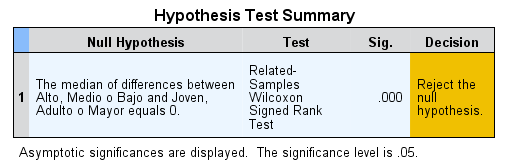 Hypothesis Test Summary
Null Hypothesis Test Sig. Decision
1 The median of differences between Alto, Medio o Bajo and Joven, Adulto o Mayor equals 0. Related-Samples Wilcoxon Signed Rank Test .000 Reject the null hypothesis.
Asymptotic significances are displayed. The significance level is .05.